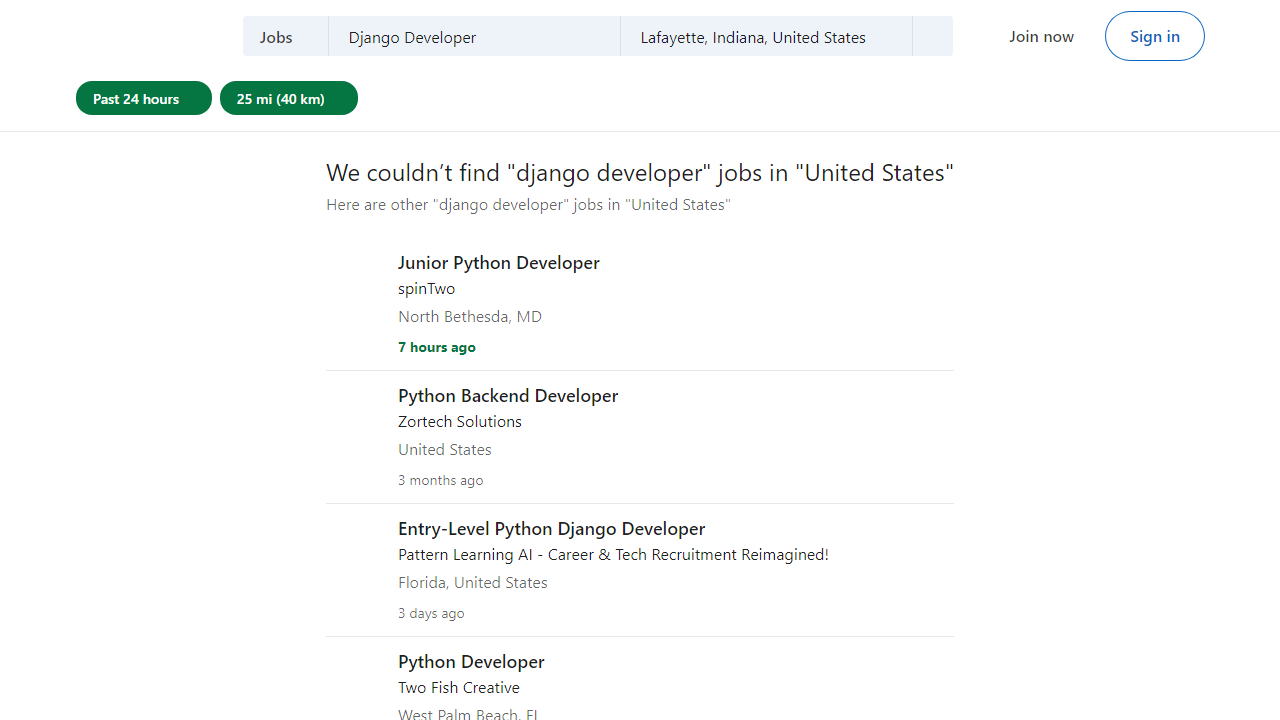 Jobs
Django Developer
Lafayette, Indiana, United States
Join now
Sign in
Past 24 hours
25 mi (40 km)
We couldn’t find "django developer" jobs in "United States"
Here are other "django developer" jobs in "United States"
Junior Python Developer
spinTwo
North Bethesda, MD
7 hours ago
Python Backend Developer
Zortech Solutions
United States
3 months ago
Entry-Level Python Django Developer
Pattern Learning AI - Career & Tech Recruitment Reimagined!
Florida, United States
3 days ago
Python Developer
Two Fish Creative
West Palm Beach, FL